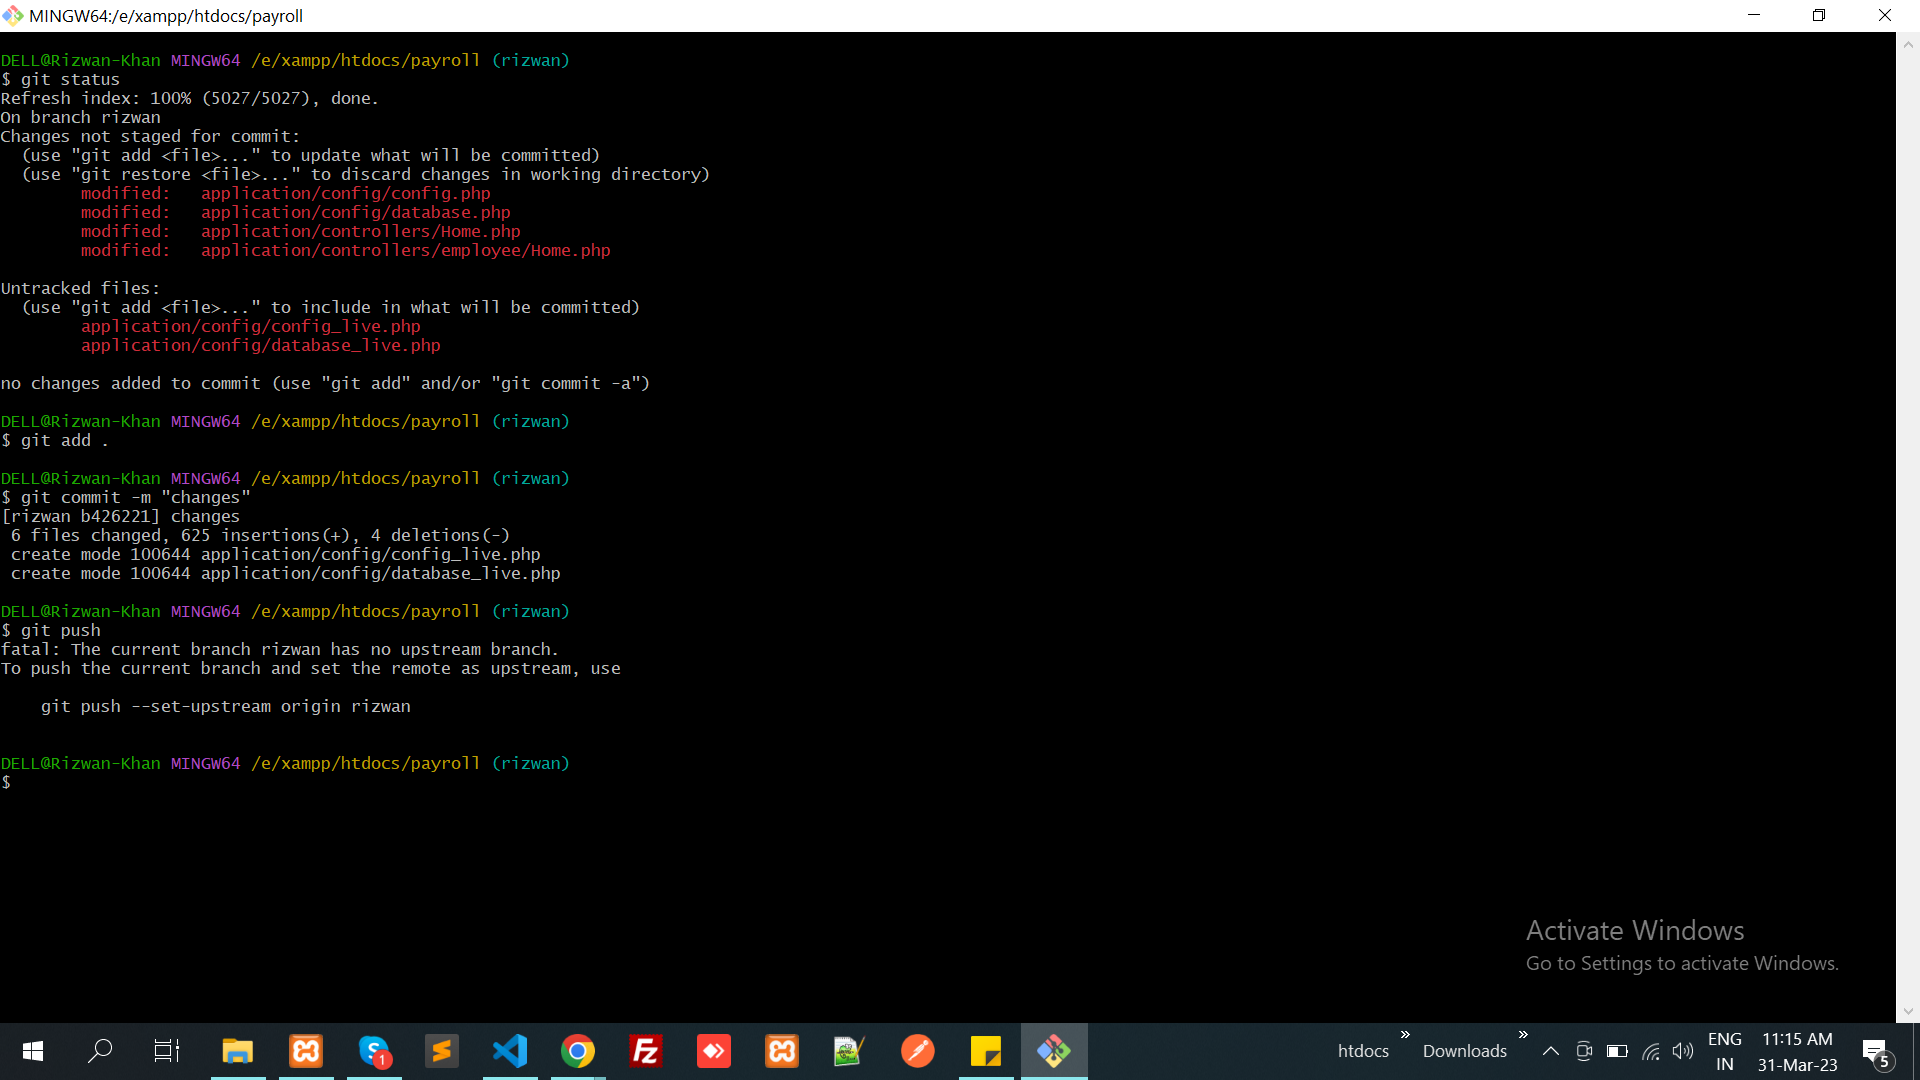 MINGW64:/e/xampp/htdocs/payroll
DELL@Rizwan-Khan MINGW64 /e/xampp/htdocs/payroll (rizwan)
$ git status
Refresh index: 100% (5027/5027), done.
On branch rizwan
Changes not staged for commit:
  (use "git add <file>..." to update what will be committed)
  (use "git restore <file>..." to discard changes in working directory)
        modified:   application/config/config.php
        modified:   application/config/database.php
        modified:   application/controllers/Home.php
        modified:   application/controllers/employee/Home.php
Untracked files:
  (use "git add <file>..." to include in what will be committed)
        application/config/config_live.php
        application/config/database_live.php
no changes added to commit (use "git add" and/or "git commit -a")
DELL@Rizwan-Khan MINGW64 /e/xampp/htdocs/payroll (rizwan)
$ git add .
DELL@Rizwan-Khan MINGW64 /e/xampp/htdocs/payroll (rizwan)
$ git commit -m "changes"
[rizwan b426221] changes
 6 files changed, 625 insertions(+), 4 deletions(-)
 create mode 100644 application/config/config_live.php
 create mode 100644 application/config/database_live.php
DELL@Rizwan-Khan MINGW64 /e/xampp/htdocs/payroll (rizwan)
$ git push
fatal: The current branch rizwan has no upstream branch.
To push the current branch and set the remote as upstream, use
    git push --set-upstream origin rizwan
DELL@Rizwan-Khan MINGW64 /e/xampp/htdocs/payroll (rizwan)
$
Activate Windows
Go to Settings to activate Windows.
S 1
Fz
htdocs » Downloads »
ENG
IN
11:15 AM
31-Mar-23
5